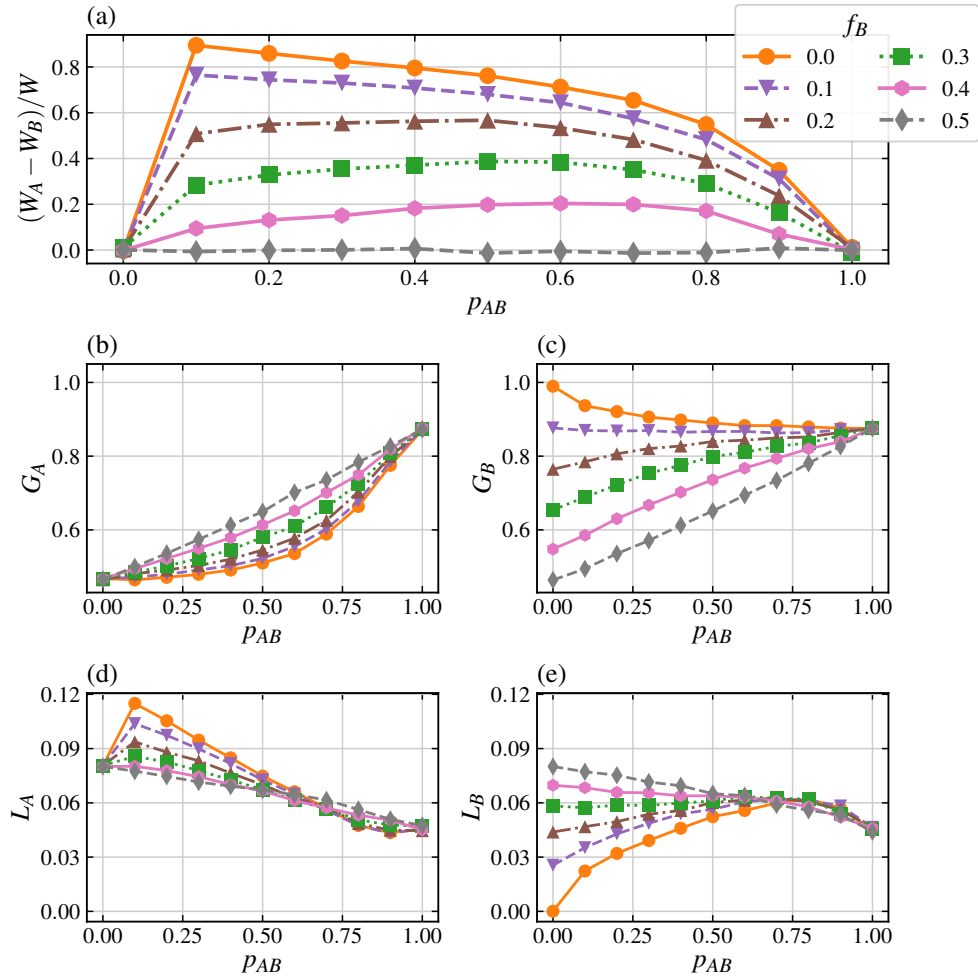 (a)
f_B
0.0
0.3
0.1
0.4
0.2
0.5
(W_A − W_B)/W
0.8
0.6
0.4
0.2
0.0
0.0 0.2 0.4 0.6 0.8 1.0
p_AB
(b)
G_A
1.0
0.8
0.6
0.00 0.25 0.50 0.75 1.00
p_AB
(c)
G_B
1.0
0.8
0.6
0.00 0.25 0.50 0.75 1.00
p_AB
(d)
L_A
0.12
0.09
0.06
0.03
0.00
0.00 0.25 0.50 0.75 1.00
p_AB
(e)
L_B
0.12
0.09
0.06
0.03
0.00
0.00 0.25 0.50 0.75 1.00
p_AB